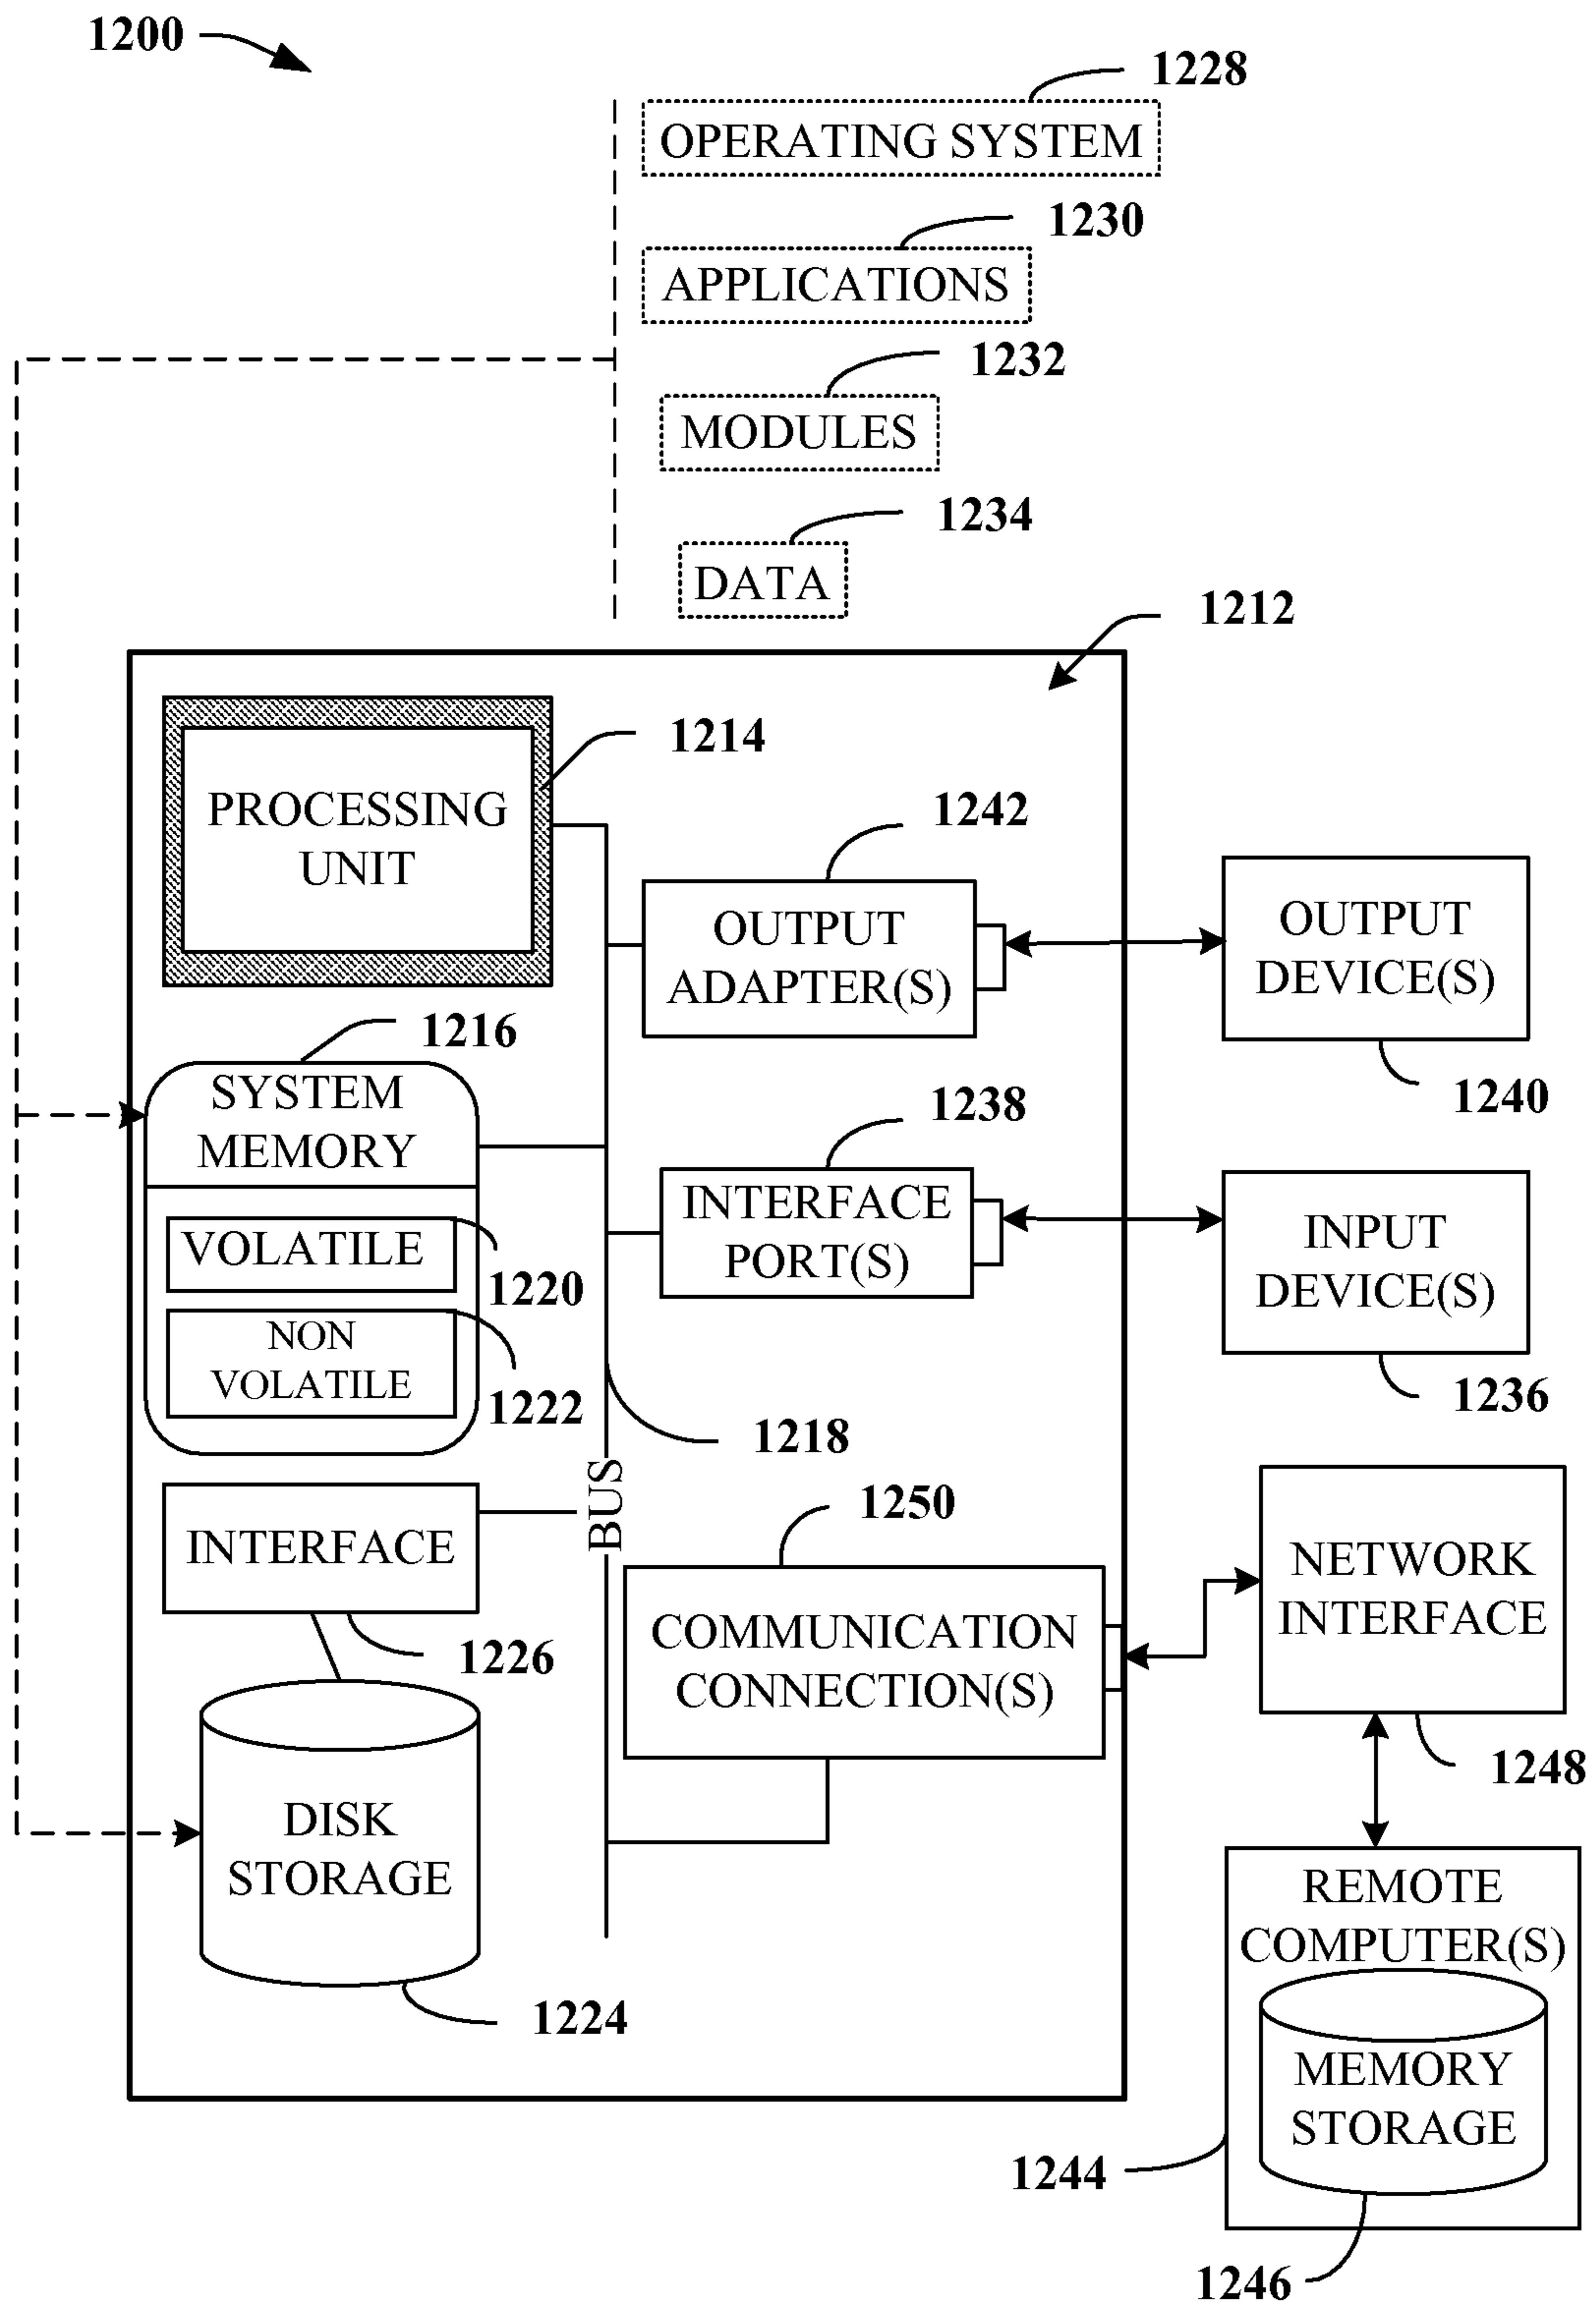 1200
1228
OPERATING SYSTEM
1230
APPLICATIONS
1232
MODULES
1234
DATA
1212
1214
PROCESSING
UNIT
1242
OUTPUT
ADAPTER(S)
OUTPUT
DEVICE(S)
1240
1216
SYSTEM
MEMORY
1238
INTERFACE
PORT(S)
INPUT
DEVICE(S)
1236
VOLATILE
1220
NON
VOLATILE
1222
1218
BUS
INTERFACE
1226
1250
COMMUNICATION
CONNECTION(S)
NETWORK
INTERFACE
1248
DISK
STORAGE
1224
REMOTE
COMPUTER(S)
MEMORY
STORAGE
1244
1246